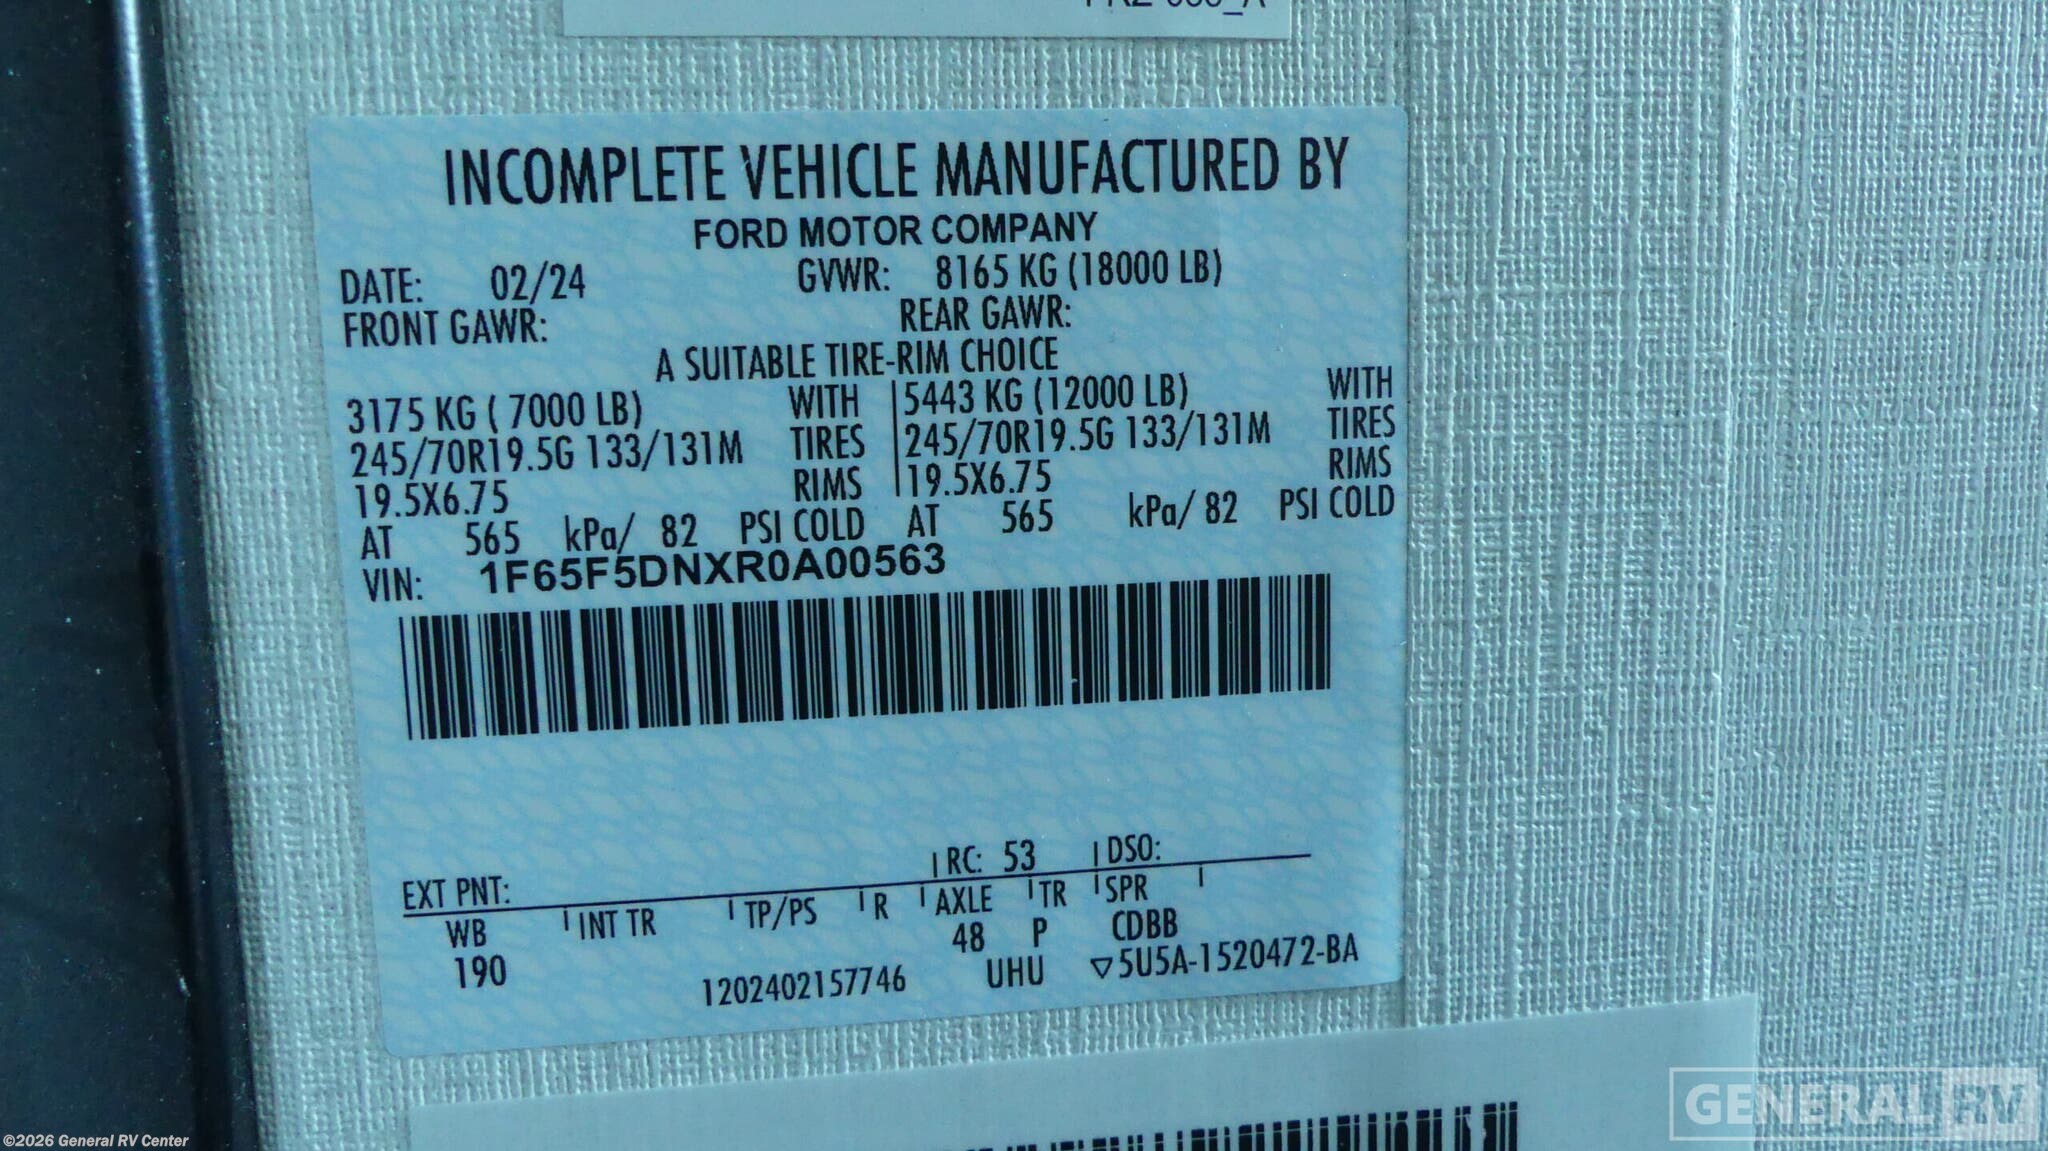 INCOMPLETE VEHICLE MANUFACTURED BY
FORD MOTOR COMPANY
DATE: 02/24 GVWR: 8165 KG (18000 LB)
FRONT GAWR: REAR GAWR:
A SUITABLE TIRE-RIM CHOICE
3175 KG ( 7000 LB) WITH 5443 KG (12000 LB) WITH
245/70R19.5G 133/131M TIRES 245/70R19.5G 133/131M TIRES
19.5X6.75 RIMS 19.5X6.75 RIMS
AT 565 kPa/ 82 PSI COLD AT 565 kPa/ 82 PSI COLD
VIN: 1F65F5DNXR0A00563
EXT PNT: RC: 53 DSO:
WB INT TR TP/PS R AXLE TR SPR
190 48 P CDBB
1202402157746 UHU ▽5U5A-1520472-BA
GENERAL RV
©2026 General RV Center